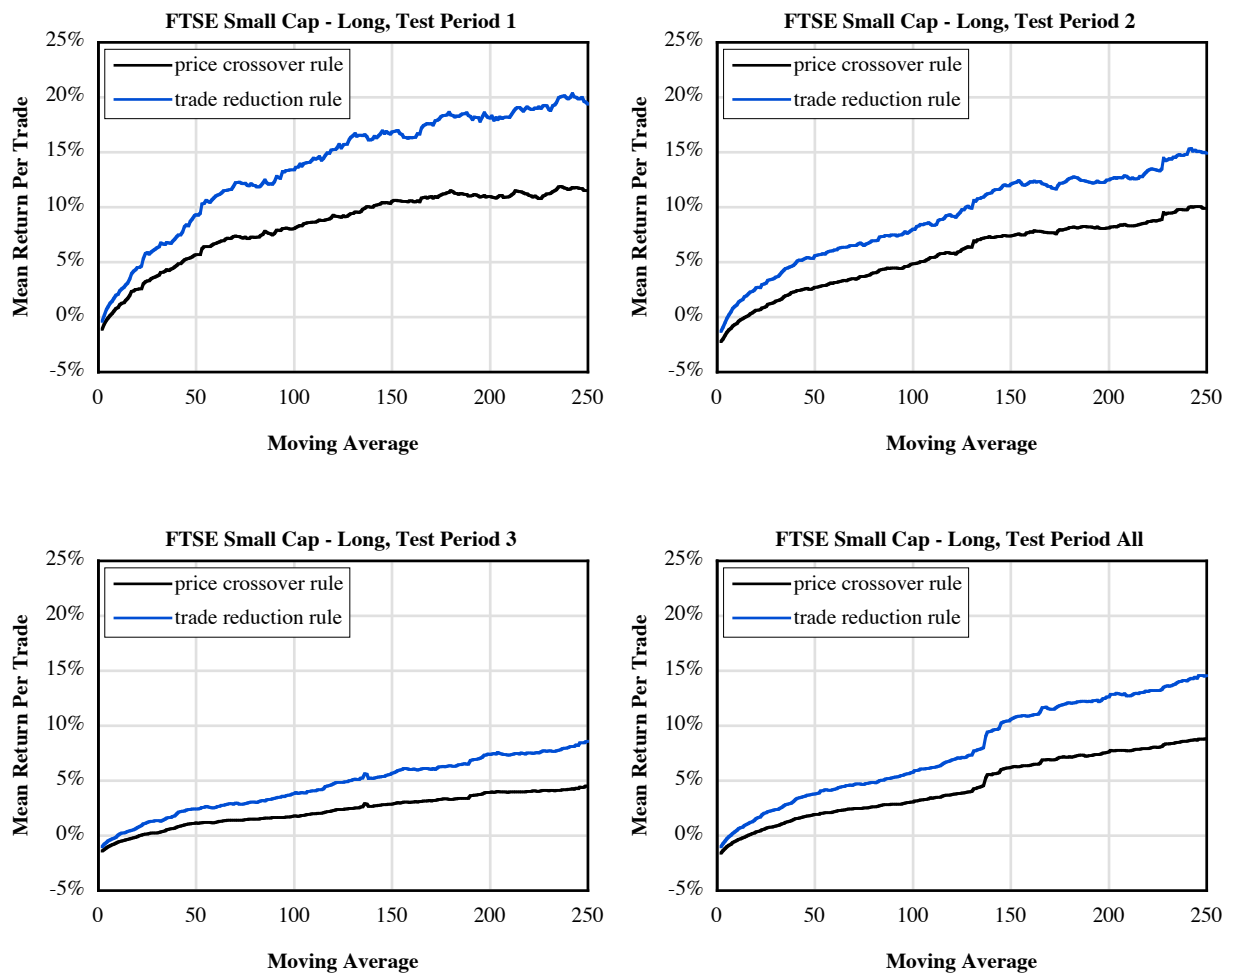 FTSE Small Cap - Long, Test Period 1
25%
20%
15%
10%
5%
0%
-5%
Mean Return Per Trade
price crossover rule
trade reduction rule
0 50 100 150 200 250
Moving Average
FTSE Small Cap - Long, Test Period 2
25%
20%
15%
10%
5%
0%
-5%
Mean Return Per Trade
price crossover rule
trade reduction rule
0 50 100 150 200 250
Moving Average
FTSE Small Cap - Long, Test Period 3
25%
20%
15%
10%
5%
0%
-5%
Mean Return Per Trade
price crossover rule
trade reduction rule
0 50 100 150 200 250
Moving Average
FTSE Small Cap - Long, Test Period All
25%
20%
15%
10%
5%
0%
-5%
Mean Return Per Trade
price crossover rule
trade reduction rule
0 50 100 150 200 250
Moving Average